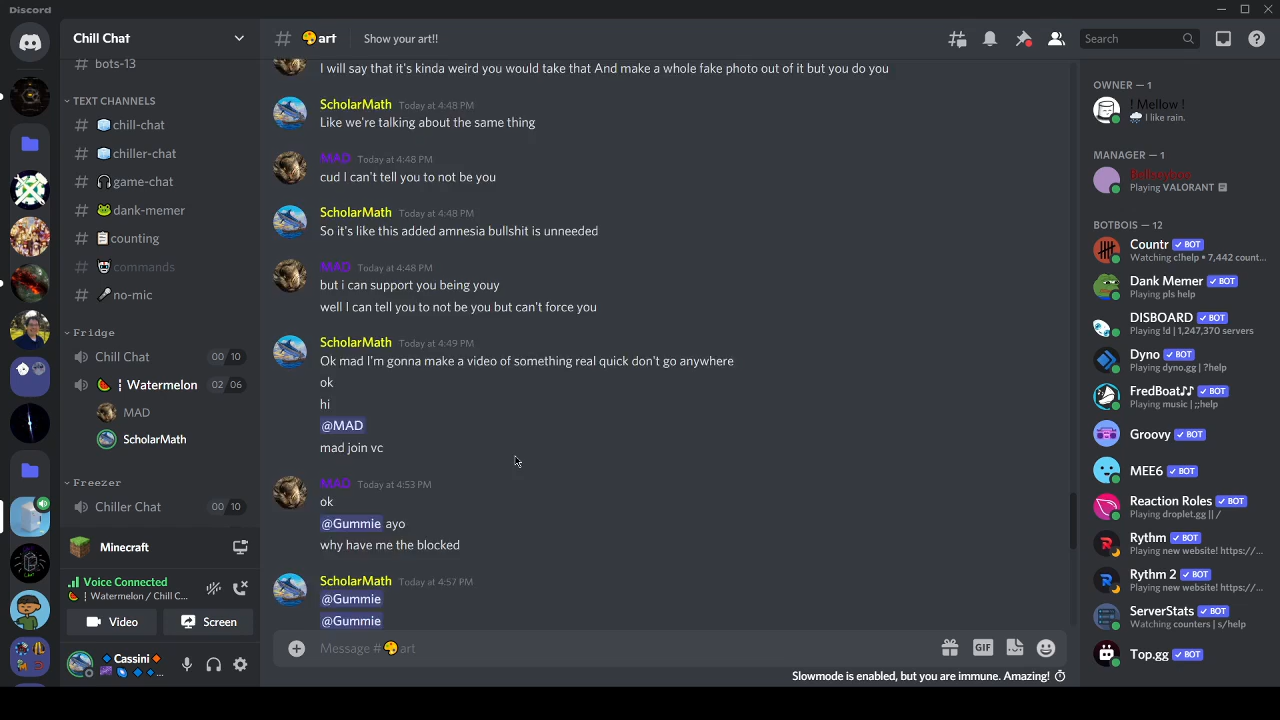 Discord
Chill Chat
# art
Show your art!!
Search
# bots-13
TEXT CHANNELS
# chill-chat
# chiller-chat
# game-chat
# dank-memer
# counting
# commands
# no-mic
Fridge
Chill Chat 00 10
Watermelon 02 06
MAD
ScholarMath
Freezer
Chiller Chat 00 10
Minecraft
Voice Connected
Watermelon / Chill C...
Video
Screen
Cassini
I will say that it's kinda weird you would take that And make a whole fake photo out of it but you do you
ScholarMath Today at 4:48 PM
Like we're talking about the same thing
MAD Today at 4:48 PM
cud I can't tell you to not be you
ScholarMath Today at 4:48 PM
So it's like this added amnesia bullshit is unneeded
MAD Today at 4:48 PM
but i can support you being youy
well I can tell you to not be you but can't force you
ScholarMath Today at 4:49 PM
Ok mad I'm gonna make a video of something real quick don't go anywhere
ok
hi
@MAD
mad join vc
MAD Today at 4:53 PM
ok
@Gummie ayo
why have me the blocked
ScholarMath Today at 4:57 PM
@Gummie
@Gummie
Message # art
GIF
Slowmode is enabled, but you are immune. Amazing!
OWNER — 1
! Mellow !
I like rain.
MANAGER — 1
Playing VALORANT
BOTBOIS — 12
Countr BOT
Watching c!help • 7,442 count...
Dank Memer BOT
Playing pls help
DISBOARD BOT
Playing !d | 1,247,370 servers
Dyno BOT
Playing dyno.gg | ?help
FredBoat♪♪ BOT
Playing music | ;;help
Groovy BOT
MEE6 BOT
Reaction Roles BOT
Playing droplet.gg || /
Rythm BOT
Playing new website! https://...
Rythm 2 BOT
Playing new website! https://...
ServerStats BOT
Watching counters | s/help
Top.gg BOT